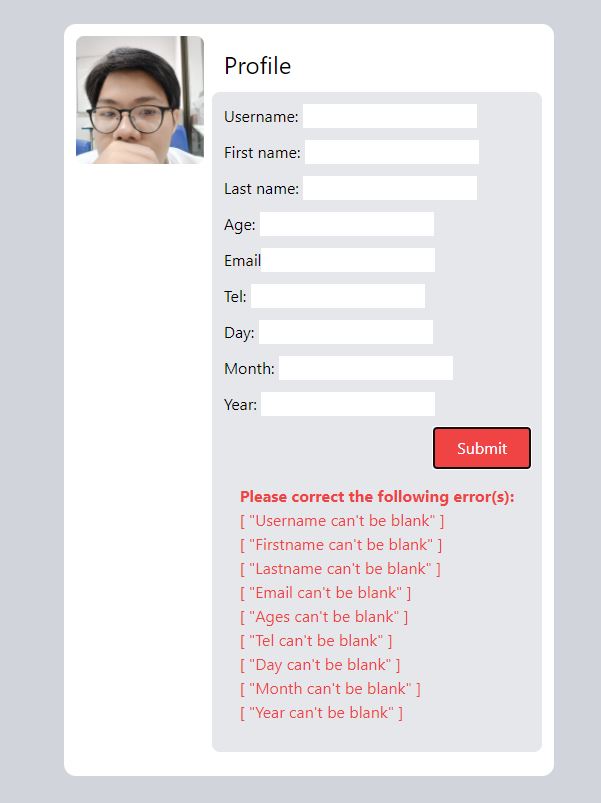 Profile
Username:
First name:
Last name:
Age:
Email
Tel:
Day:
Month:
Year:
Submit
Please correct the following error(s):
[ "Username can't be blank" ]
[ "Firstname can't be blank" ]
[ "Lastname can't be blank" ]
[ "Email can't be blank" ]
[ "Ages can't be blank" ]
[ "Tel can't be blank" ]
[ "Day can't be blank" ]
[ "Month can't be blank" ]
[ "Year can't be blank" ]